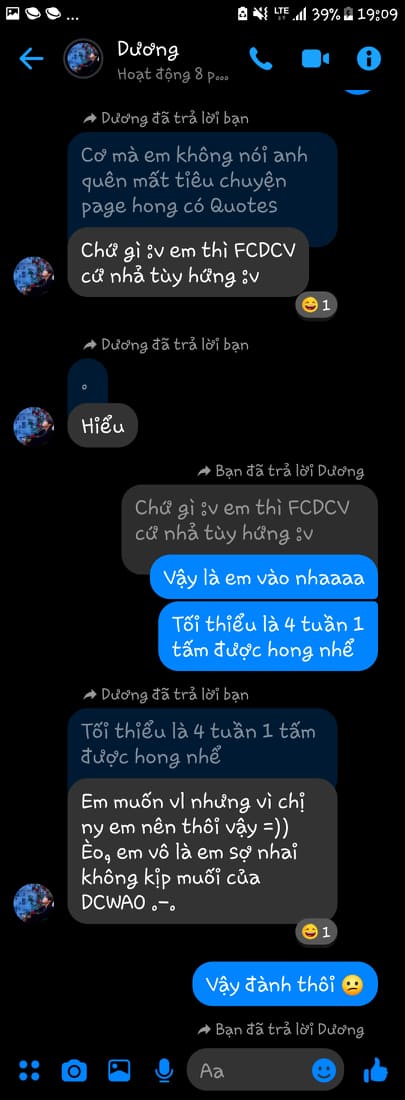 LTE 39% 19:09
Dương
Hoạt động 8 p...
Dương đã trả lời bạn
Cơ mà em không nói anh
quên mất tiêu chuyện
page hong có Quotes
Chứ gì :v em thì FCDCV
cứ nhả tùy hứng :v
😄 1
Dương đã trả lời bạn
.
Hiểu
Bạn đã trả lời Dương
Chứ gì :v em thì FCDCV
cứ nhả tùy hứng :v
Vậy là em vào nhaaaa
Tối thiểu là 4 tuần 1
tấm được hong nhể
Dương đã trả lời bạn
Tối thiểu là 4 tuần 1 tấm
được hong nhể
Em muốn vl nhưng vì chị
ny em nên thôi vậy =))
Èo, em vô là em sợ nhai
không kịp muối của
DCWAO .-.
😄 1
Vậy đành thôi 😕
Bạn đã trả lời Dương
Aa